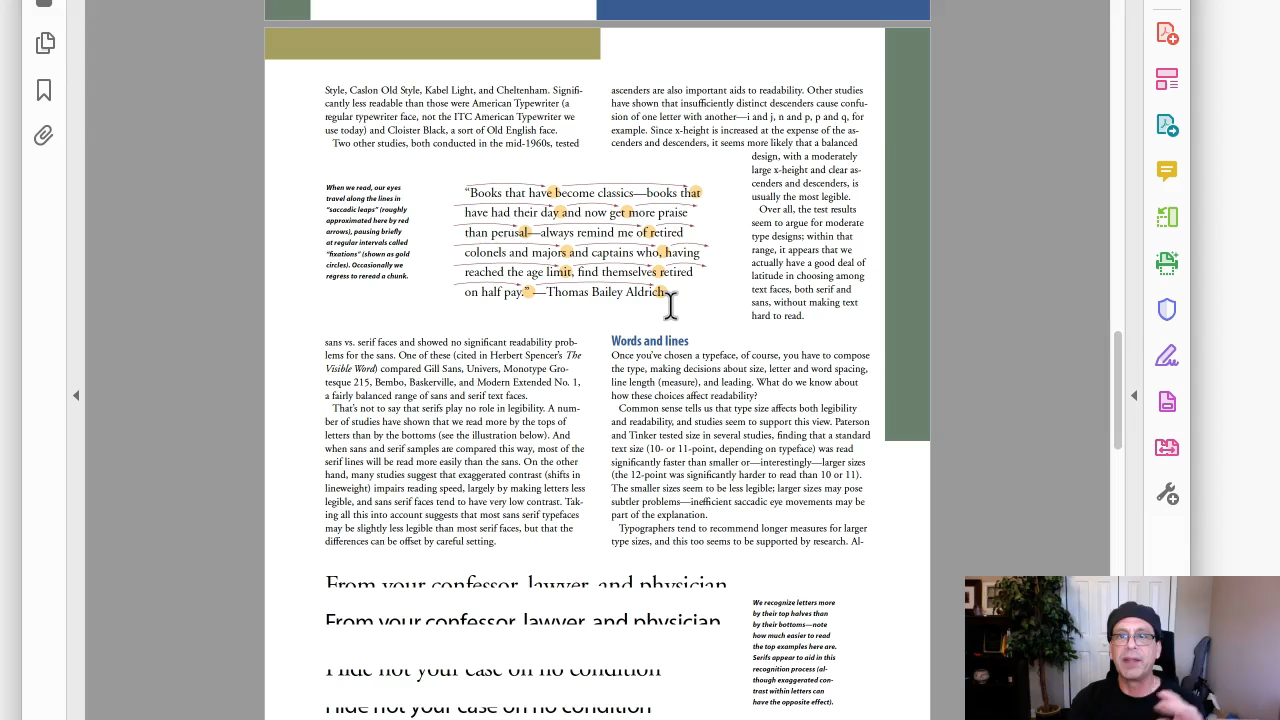 Style, Caslon Old Style, Kabel Light, and Cheltenham. Signifi-
cantly less readable than those were American Typewriter (a
regular typewriter face, not the ITC American Typewriter we
use today) and Cloister Black, a sort of Old English face.
Two other studies, both conducted in the mid-1960s, tested
When we read, our eyes
travel along the lines in
"saccadic leaps" (roughly
approximated here by red
arrows), pausing briefly
at regular intervals called
"fixations" (shown as gold
circles). Occasionally we
regress to reread a chunk.
“Books that have become classics—books that
have had their day and now get more praise
than perusal—always remind me of retired
colonels and majors and captains who, having
reached the age limit, find themselves retired
on half pay.” —Thomas Bailey Aldrich
sans vs. serif faces and showed no significant readability prob-
lems for the sans. One of these (cited in Herbert Spencer's The
Visible Word) compared Gill Sans, Univers, Monotype Gro-
tesque 215, Bembo, Baskerville, and Modern Extended No. 1,
a fairly balanced range of sans and serif text faces.
That's not to say that serifs play no role in legibility. A num-
ber of studies have shown that we read more by the tops of
letters than by the bottoms (see the illustration below). And
when sans and serif samples are compared this way, most of the
serif lines will be read more easily than the sans. On the other
hand, many studies suggest that exaggerated contrast (shifts in
lineweight) impairs reading speed, largely by making letters less
legible, and sans serif faces tend to have very low contrast. Tak-
ing all this into account suggests that most sans serif typefaces
may be slightly less legible than most serif faces, but that the
differences can be offset by careful setting.
ascenders are also important aids to readability. Other studies
have shown that insufficiently distinct descenders cause confu-
sion of one letter with another—i and j, n and p, p and q, for
example. Since x-height is increased at the expense of the as-
cenders and descenders, it seems more likely that a balanced
design, with a moderately
large x-height and clear as-
cenders and descenders, is
usually the most legible.
Over all, the test results
seem to argue for moderate
type designs; within that
range, it appears that we
actually have a good deal of
latitude in choosing among
text faces, both serif and
sans, without making text
hard to read.
Words and lines
Once you've chosen a typeface, of course, you have to compose
the type, making decisions about size, letter and word spacing,
line length (measure), and leading. What do we know about
how these choices affect readability?
Common sense tells us that type size affects both legibility
and readability, and studies seem to support this view. Paterson
and Tinker tested size in several studies, finding that a standard
text size (10- or 11-point, depending on typeface) was read
significantly faster than smaller or—interestingly—larger sizes
(the 12-point was significantly harder to read than 10 or 11).
The smaller sizes seem to be less legible; larger sizes may pose
subtler problems—inefficient saccadic eye movements may be
part of the explanation.
Typographers tend to recommend longer measures for larger
type sizes, and this too seems to be supported by research. Al-
From your confessor, lawyer, and physician
From your confessor, lawyer, and physician
Hide not your case on no condition
Hide not your case on no condition
We recognize letters more
by their top halves than
by their bottoms—note
how much easier to read
the top examples here are.
Serifs appear to aid in this
recognition process (al-
though exaggerated con-
trast within letters can
have the opposite effect).